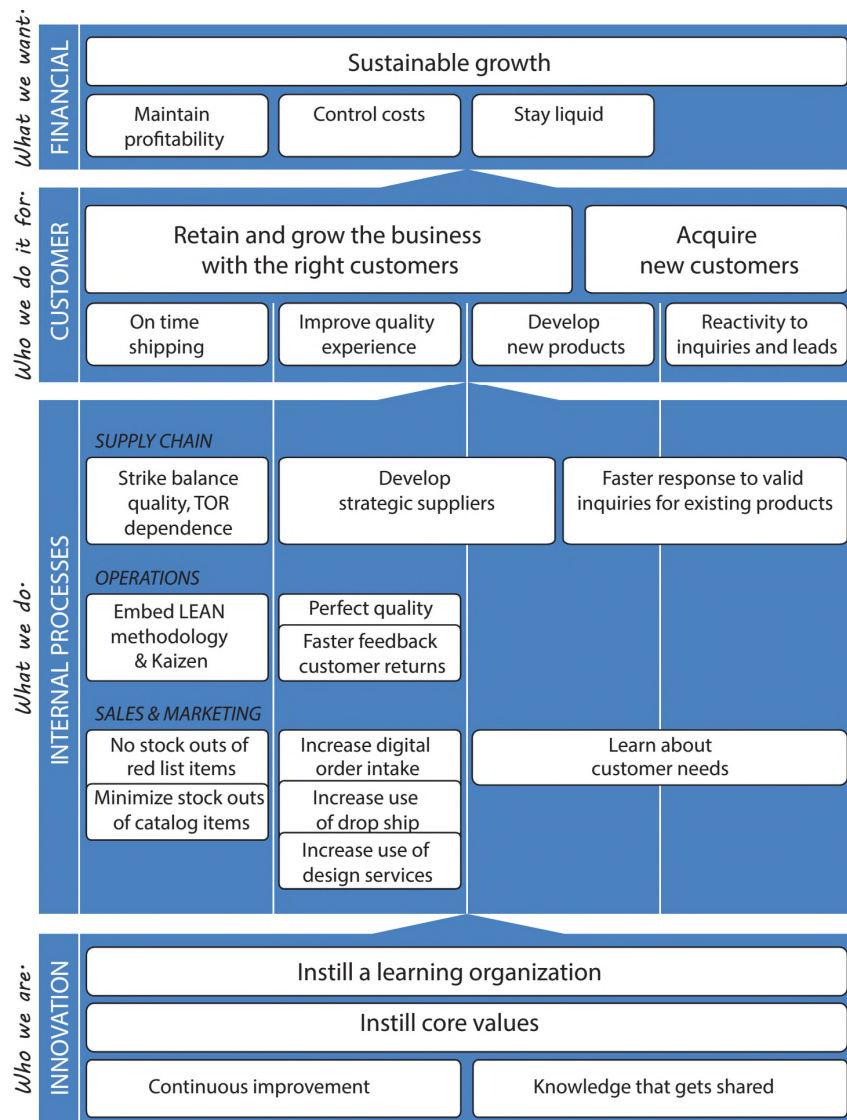 What we want.
FINANCIAL
Sustainable growth
Maintain
profitability
Control costs
Stay liquid
Who we do it for.
CUSTOMER
Retain and grow the business
with the right customers
Acquire
new customers
On time
shipping
Improve quality
experience
Develop
new products
Reactivity to
inquiries and leads
What we do.
INTERNAL PROCESSES
SUPPLY CHAIN
Strike balance
quality, TOR
dependence
Develop
strategic suppliers
Faster response to valid
inquiries for existing products
OPERATIONS
Embed LEAN
methodology
& Kaizen
Perfect quality
Faster feedback
customer returns
SALES & MARKETING
No stock outs of
red list items
Minimize stock outs
of catalog items
Increase digital
order intake
Increase use
of drop ship
Increase use of
design services
Learn about
customer needs
Who we are.
INNOVATION
Instill a learning organization
Instill core values
Continuous improvement
Knowledge that gets shared